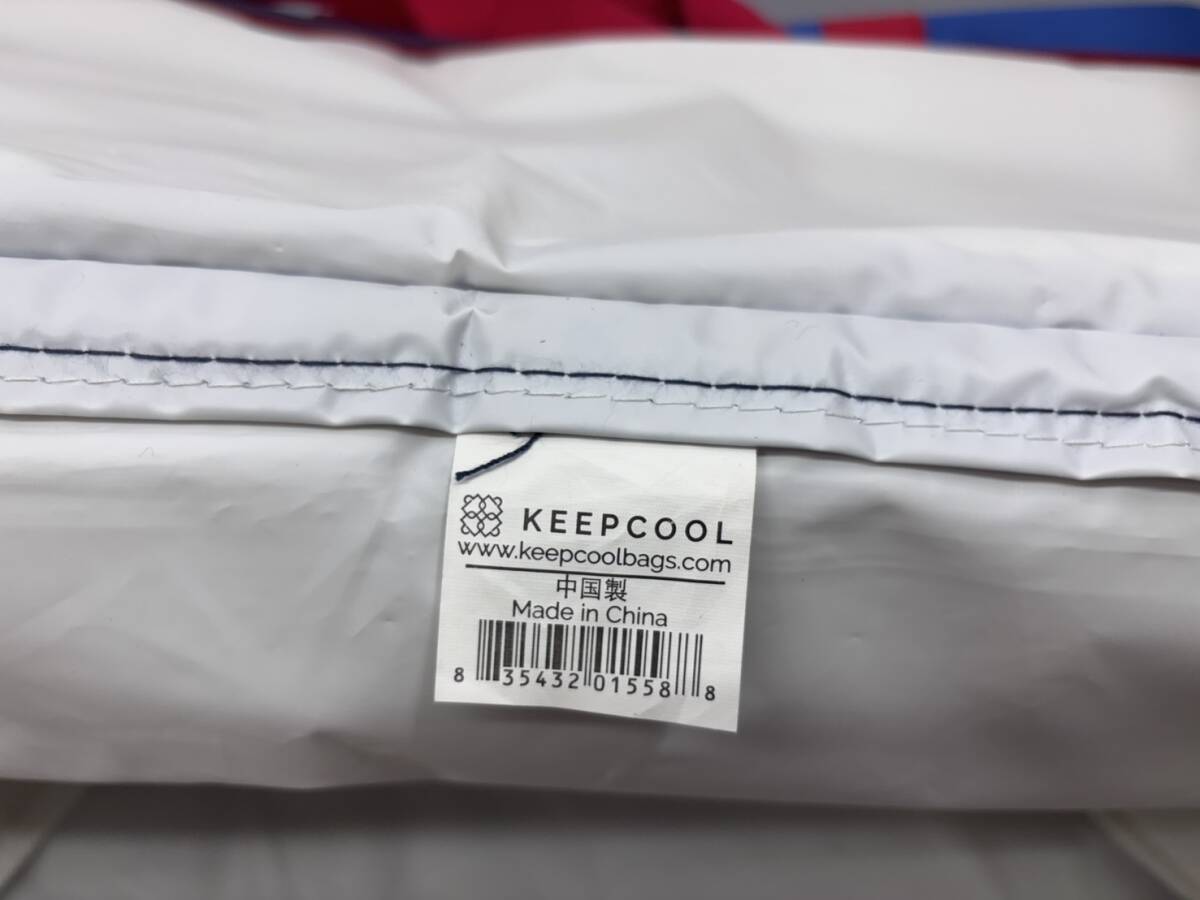 KEEPCOOL
www.keepcoolbags.com
中国製
Made in China
8 35432 01558 8